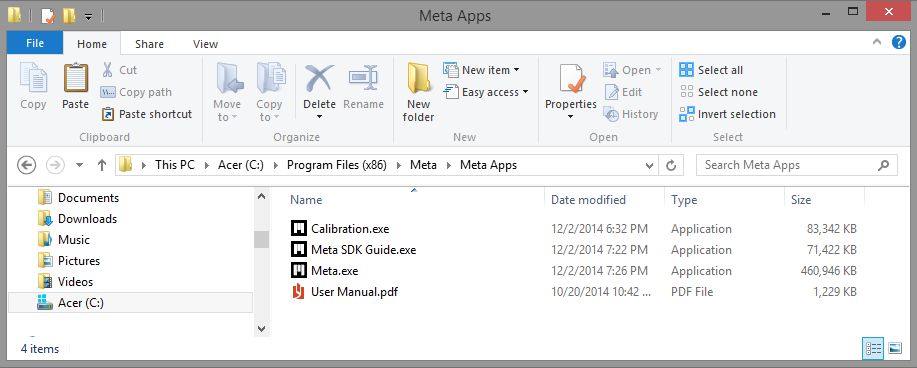 Meta Apps
File Home Share View
Copy
Paste
Cut
Copy path
Paste shortcut
Clipboard
Move to
Copy to
Delete
Rename
Organize
New folder
New item
Easy access
New
Properties
Open
Edit
History
Open
Select all
Select none
Invert selection
Select
This PC Acer (C:) Program Files (x86) Meta Meta Apps
Search Meta Apps
Documents
Downloads
Music
Pictures
Videos
Acer (C:)
Name Date modified Type Size
Calibration.exe 12/2/2014 6:32 PM Application 83,342 KB
Meta SDK Guide.exe 12/2/2014 7:22 PM Application 71,422 KB
Meta.exe 12/2/2014 7:26 PM Application 460,946 KB
User Manual.pdf 10/20/2014 10:42 ... PDF File 1,229 KB
4 items